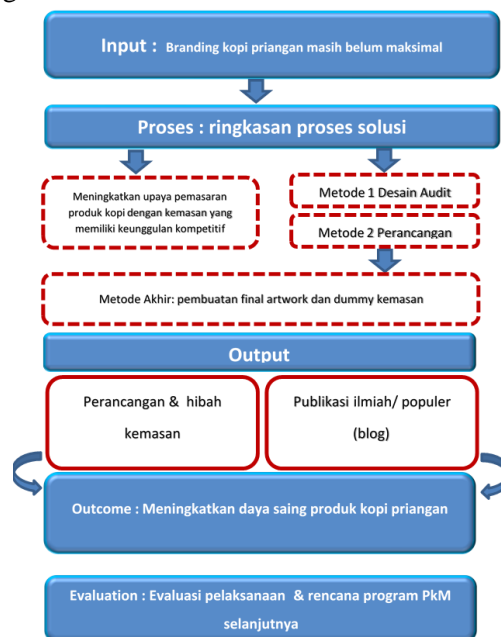 Input : Branding kopi priangan masih belum maksimal
Proses : ringkasan proses solusi
Meningkatkan upaya pemasaran
produk kopi dengan kemasan yang
memiliki keunggulan kompetitif
Metode 1 Desain Audit
Metode 2 Perancangan
Metode Akhir: pembuatan final artwork dan dummy kemasan
Output
Perancangan & hibah
kemasan
Publikasi ilmiah/ populer
(blog)
Outcome : Meningkatkan daya saing produk kopi priangan
Evaluation : Evaluasi pelaksanaan & rencana program PkM
selanjutnya